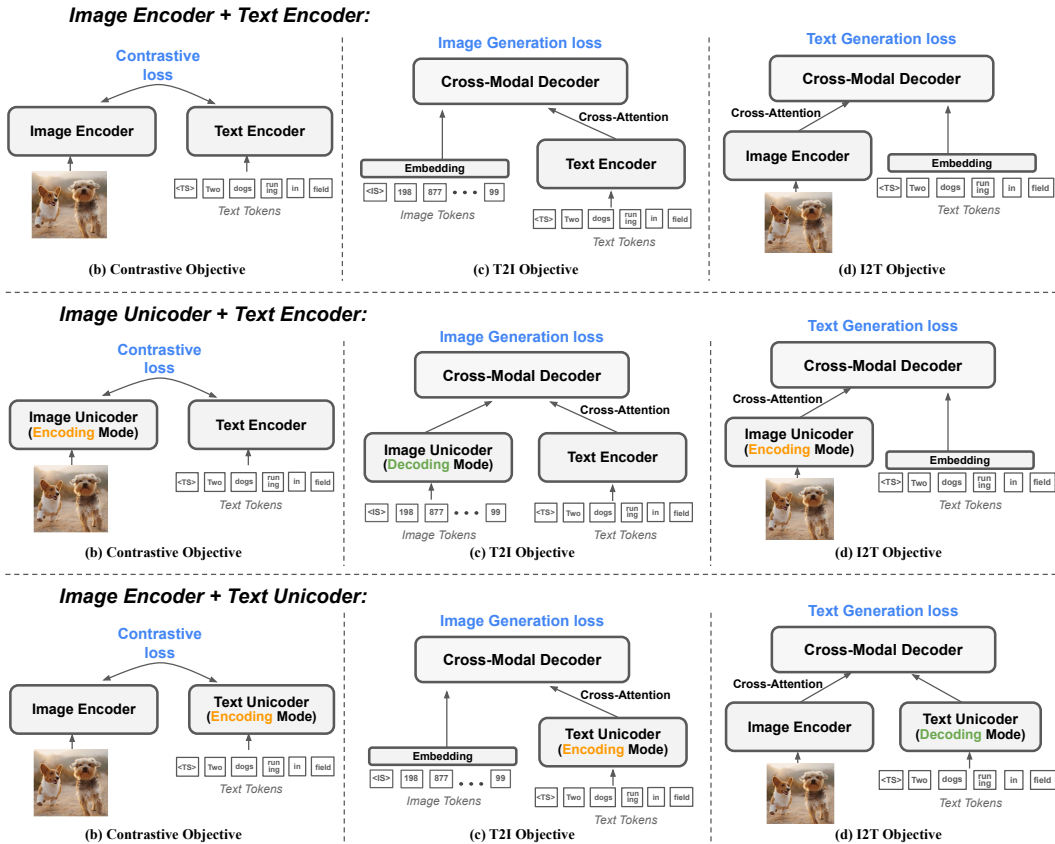 Image Encoder + Text Encoder:
Contrastive
loss
Image Encoder
Text Encoder
<TS> Two dogs run ing in field
Text Tokens
(b) Contrastive Objective
Image Generation loss
Cross-Modal Decoder
Cross-Attention
Embedding
Text Encoder
<IS> 198 877 • • • 99
Image Tokens
<TS> Two dogs run ing in field
Text Tokens
(c) T2I Objective
Text Generation loss
Cross-Modal Decoder
Cross-Attention
Image Encoder
Embedding
<TS> Two dogs run ing in field
Text Tokens
(d) I2T Objective
Image Unicoder + Text Encoder:
Contrastive
loss
Image Unicoder
(Encoding Mode)
Text Encoder
<TS> Two dogs run ing in field
Text Tokens
(b) Contrastive Objective
Image Generation loss
Cross-Modal Decoder
Cross-Attention
Image Unicoder
(Decoding Mode)
Text Encoder
<IS> 198 877 • • • 99
Image Tokens
<TS> Two dogs run ing in field
Text Tokens
(c) T2I Objective
Text Generation loss
Cross-Modal Decoder
Cross-Attention
Image Unicoder
(Encoding Mode)
Embedding
<TS> Two dogs run ing in field
Text Tokens
(d) I2T Objective
Image Encoder + Text Unicoder:
Contrastive
loss
Image Encoder
Text Unicoder
(Encoding Mode)
<TS> Two dogs run ing in field
Text Tokens
(b) Contrastive Objective
Image Generation loss
Cross-Modal Decoder
Cross-Attention
Embedding
Text Unicoder
(Encoding Mode)
<IS> 198 877 . . . 99
Image Tokens
<TS> Two dogs run ing in field
Text Tokens
(c) T2I Objective
Text Generation loss
Cross-Modal Decoder
Cross-Attention
Image Encoder
Text Unicoder
(Decoding Mode)
<TS> Two dogs run ing in field
Text Tokens
(d) I2T Objective